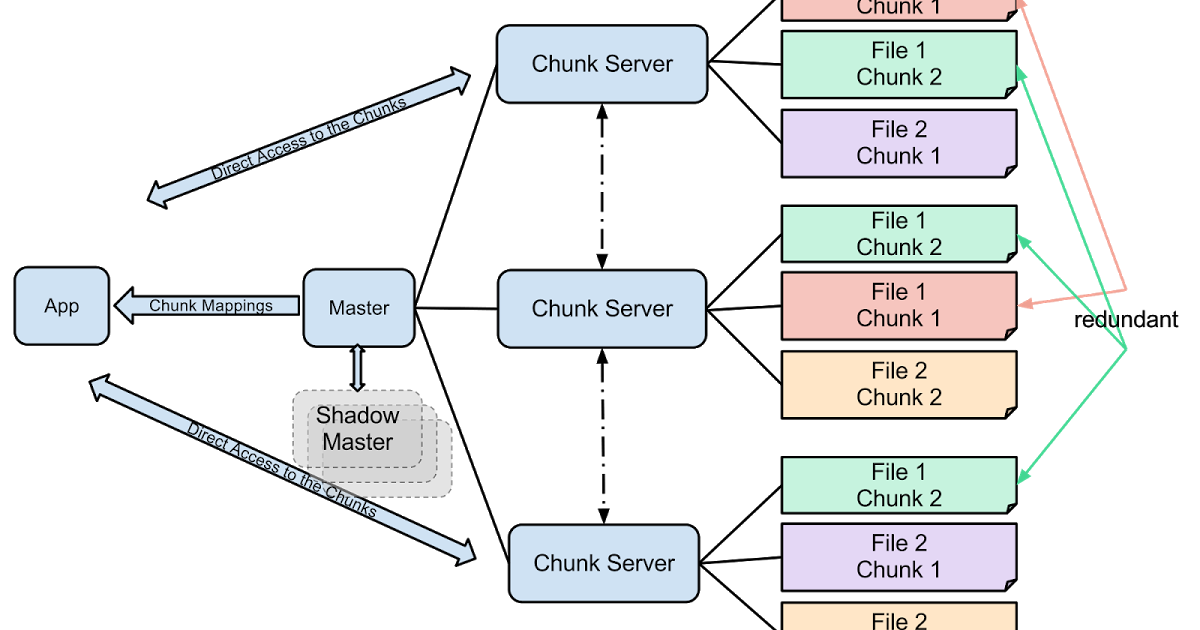 Chunk 1
Chunk Server
File 1
Chunk 2
Direct Access to the Chunks
File 2
Chunk 1
File 1
Chunk 2
App
Chunk Mappings
Master
Chunk Server
File 1
Chunk 1
redundant
File 2
Chunk 2
Shadow
Master
Direct Access to the Chunks
File 1
Chunk 2
Chunk Server
File 2
Chunk 1
File 2